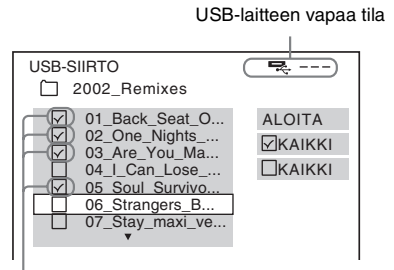 USB-laitteen vapaa tila
USB-SIIRTO
---
2002_Remixes
01_Back_Seat_O...
ALOITA
02_One_Nights_...
KAIKKI
03_Are_You_Ma...
KAIKKI
04_I_Can_Lose_...
05_Soul_Survivo...
06_Strangers_B...
07_Stay_maxi_ve...